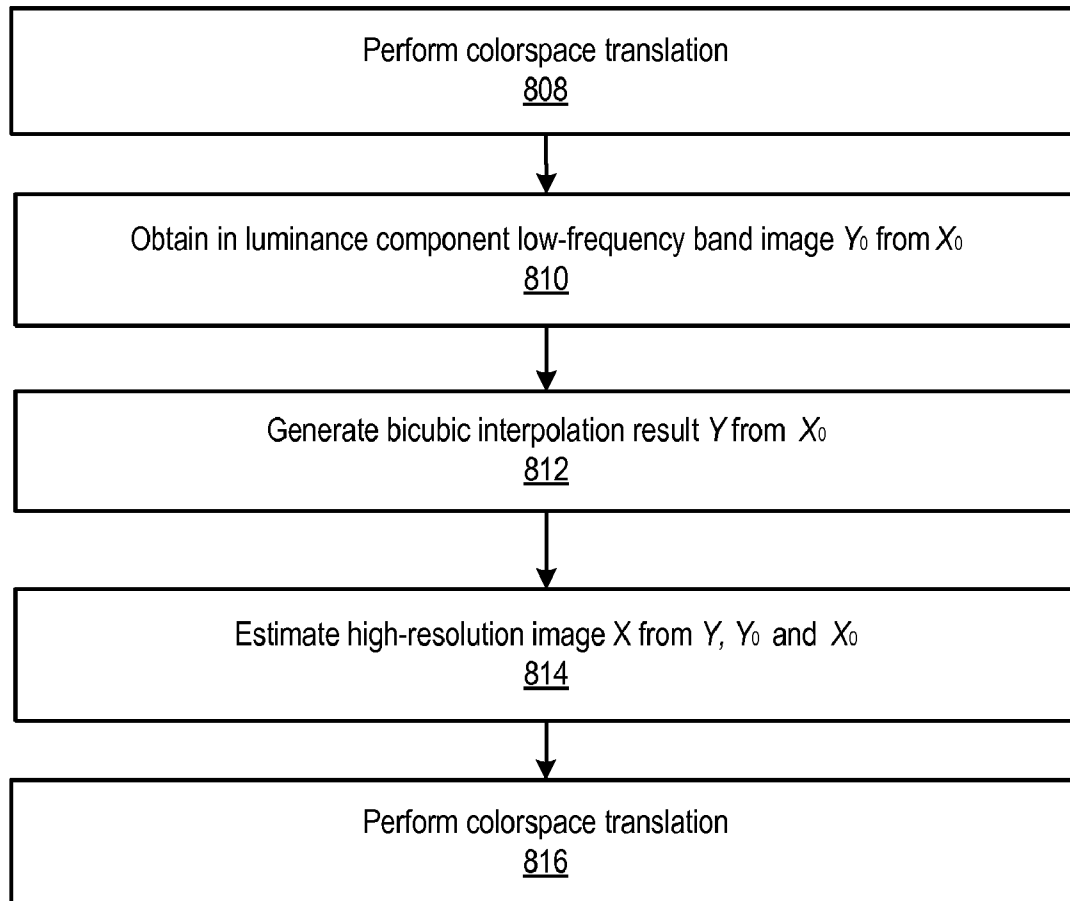 Perform colorspace translation
808
Obtain in luminance component low-frequency band image Y₀ from X₀
810
Generate bicubic interpolation result Y from X₀
812
Estimate high-resolution image X from Y, Y₀ and X₀
814
Perform colorspace translation
816